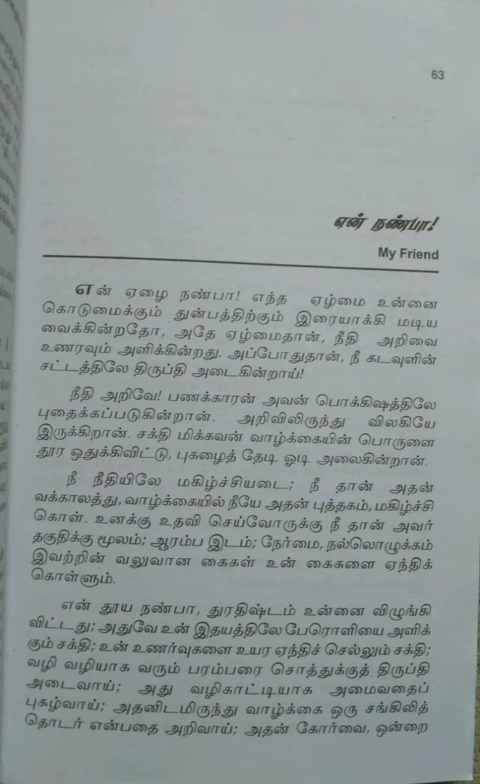 63
என் நண்பா!
My Friend
என் ஏழை நண்பா! எந்த ஏழ்மை உன்னை
கொடுமைக்கும் துன்பத்திற்கும் இரையாக்கி மடிய
வைக்கின்றதோ, அதே ஏழ்மைதான், நீதி அறிவை
உணரவும் அளிக்கின்றது. அப்போதுதான், நீ கடவுளின்
சட்டத்திலே திருப்தி அடைகின்றாய்!
நீதி அறிவே! பணக்காரன் அவன் பொக்கிஷத்திலே
புதைக்கப்படுகின்றான். அறிவிலிருந்து விலகியே
இருக்கிறான். சக்தி மிக்கவன் வாழ்க்கையின் பொருளை
தூர ஒதுக்கிவிட்டு, புகழைத் தேடி ஓடி அலைகின்றான்.
நீ நீதியிலே மகிழ்ச்சியடை; நீ தான் அதன்
வக்காலத்து, வாழ்க்கையில் நீயே அதன் புத்தகம், மகிழ்ச்சி
கொள். உனக்கு உதவி செய்வோருக்கு நீ தான் அவர்
தகுதிக்கு மூலம்; ஆரம்ப இடம்; நேர்மை, நல்லொழுக்கம்
இவற்றின் வலுவான கைகள் உன் கைகளை ஏந்திக்
கொள்ளும்.
என் தூய நண்பா, துரதிஷ்டம் உன்னை விழுங்கி
விட்டது; அதுவே உன் இதயத்திலே பேரொளியை அளிக்
கும் சக்தி; உன் உணர்வுகளை உயர ஏந்திச் செல்லும் சக்தி;
வழி வழியாக வரும் பரம்பரை சொத்துக்குத் திருப்தி
அடைவாய்; அது வழிகாட்டியாக அமைவதைப்
புகழ்வாய்; அதனிடமிருந்து வாழ்க்கை ஒரு சங்கிலித்
தொடர் என்பதை அறிவாய்; அதன் கோர்வை, ஒன்றை